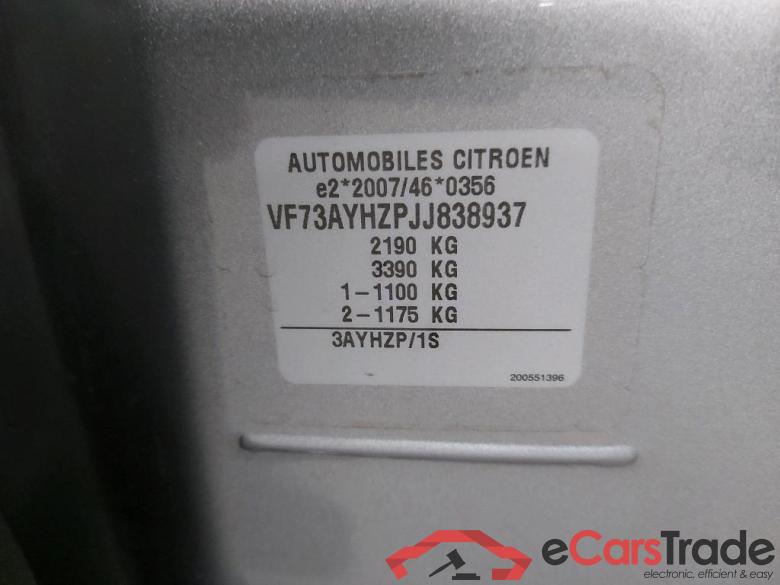 AUTOMOBILES CITROEN
e2*2007/46*0356
VF73AYHZPJJ838937
2190 KG
3390 KG
1-1100 KG
2-1175 KG
3AYHZP/1S
200551396
eCarsTrade
electronic, efficient & easy